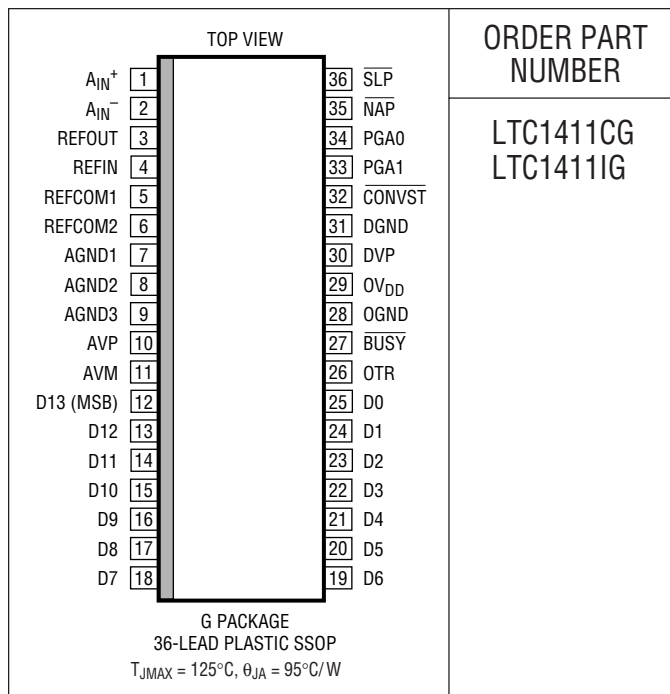 TOP VIEW
A_IN^+ 1
A_IN^– 2
REFOUT 3
REFIN 4
REFCOM1 5
REFCOM2 6
AGND1 7
AGND2 8
AGND3 9
AVP 10
AVM 11
D13 (MSB) 12
D12 13
D11 14
D10 15
D9 16
D8 17
D7 18
36 S̅L̅P̅
35 N̅A̅P̅
34 PGA0
33 PGA1
32 C̅O̅N̅V̅S̅T̅
31 DGND
30 DVP
29 OV_DD
28 OGND
27 B̅U̅S̅Y̅
26 OTR
25 D0
24 D1
23 D2
22 D3
21 D4
20 D5
19 D6
G PACKAGE
36-LEAD PLASTIC SSOP
T_JMAX = 125°C, θ_JA = 95°C/W
ORDER PART
NUMBER
LTC1411CG
LTC1411IG